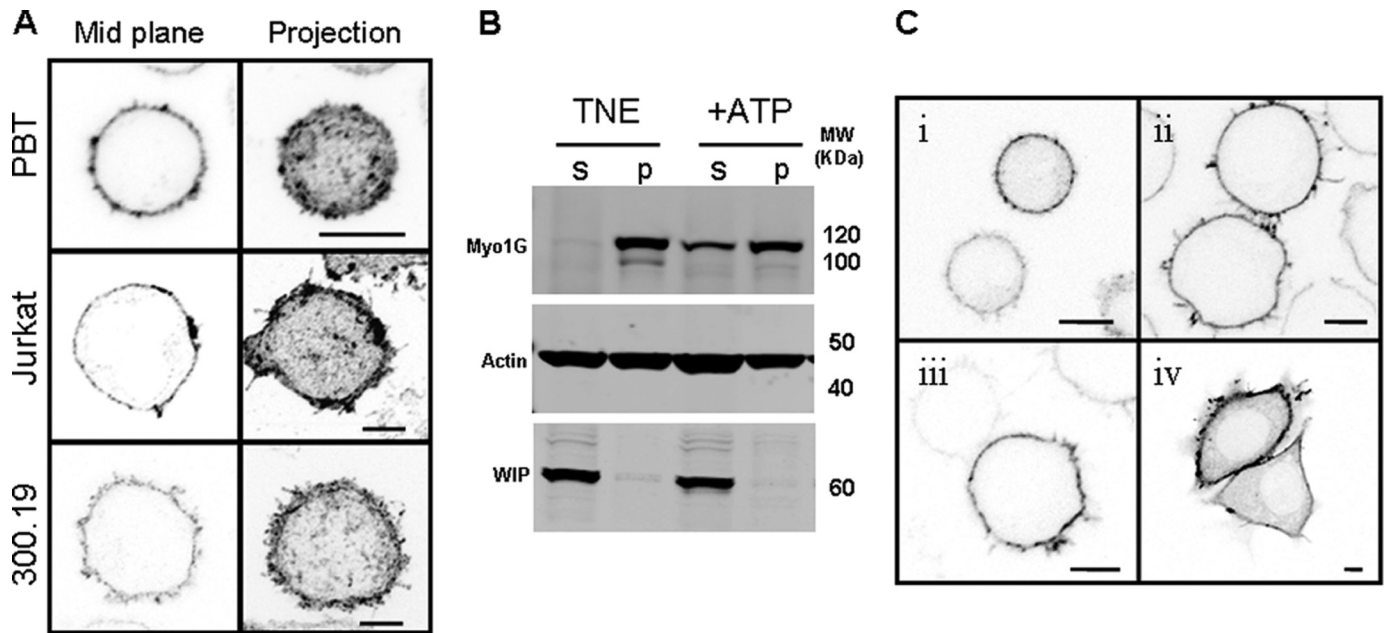 A
Mid plane Projection
PBT
Jurkat
300.19
B
TNE +ATP
MW
(KDa)
s p s p
Myo1G
120
100
Actin
50
40
WIP
60
C
i
ii
iii
iv